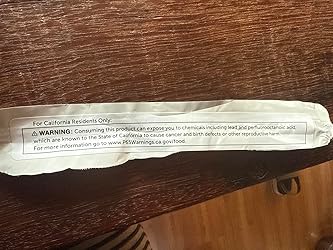 For California Residents Only:
⚠ WARNING: Consuming this product can expose you to chemicals including lead and perfluorooctanoic acid,
which are known to the State of California to cause cancer and birth defects or other reproductive harm.
For more information go to www.P65Warnings.ca.gov/food.